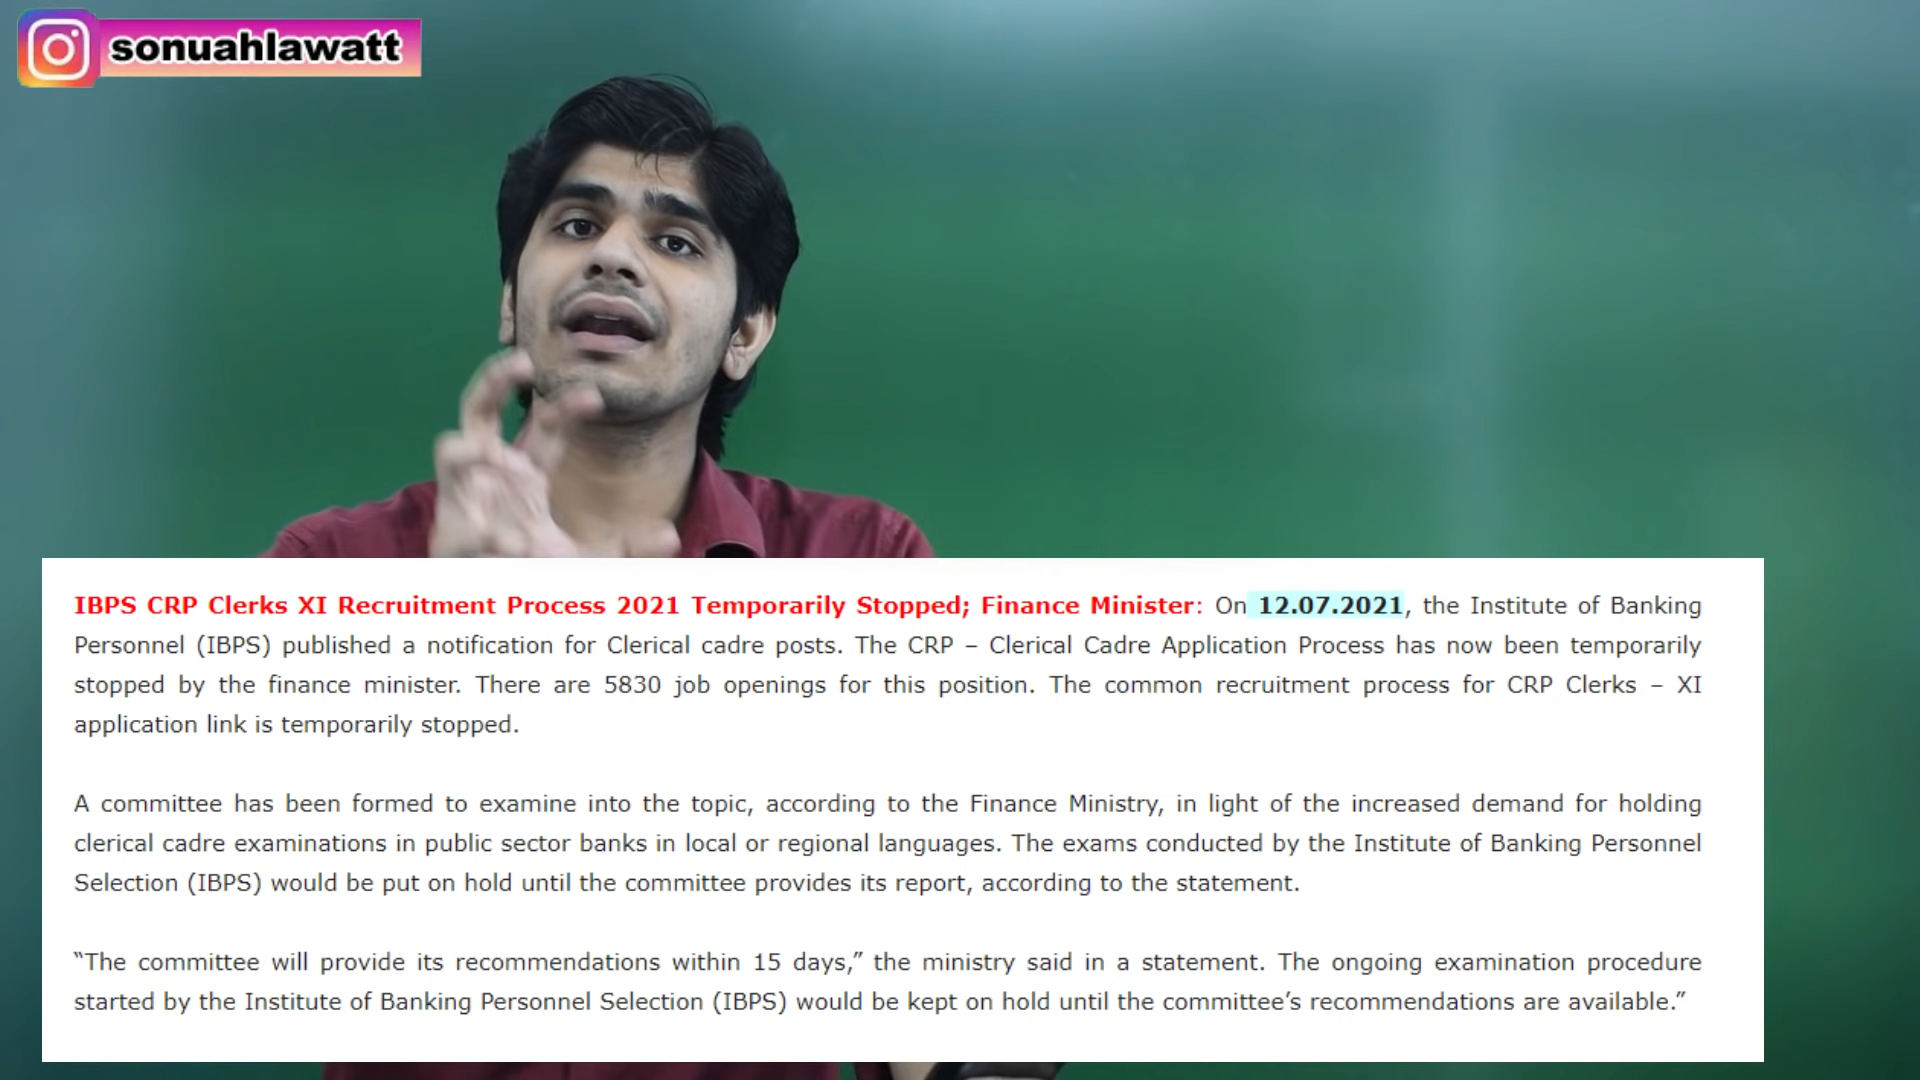 sonuahlawatt
IBPS CRP Clerks XI Recruitment Process 2021 Temporarily Stopped; Finance Minister: On 12.07.2021, the Institute of Banking
Personnel (IBPS) published a notification for Clerical cadre posts. The CRP – Clerical Cadre Application Process has now been temporarily
stopped by the finance minister. There are 5830 job openings for this position. The common recruitment process for CRP Clerks – XI
application link is temporarily stopped.
A committee has been formed to examine into the topic, according to the Finance Ministry, in light of the increased demand for holding
clerical cadre examinations in public sector banks in local or regional languages. The exams conducted by the Institute of Banking Personnel
Selection (IBPS) would be put on hold until the committee provides its report, according to the statement.
“The committee will provide its recommendations within 15 days,” the ministry said in a statement. The ongoing examination procedure
started by the Institute of Banking Personnel Selection (IBPS) would be kept on hold until the committee’s recommendations are available.”